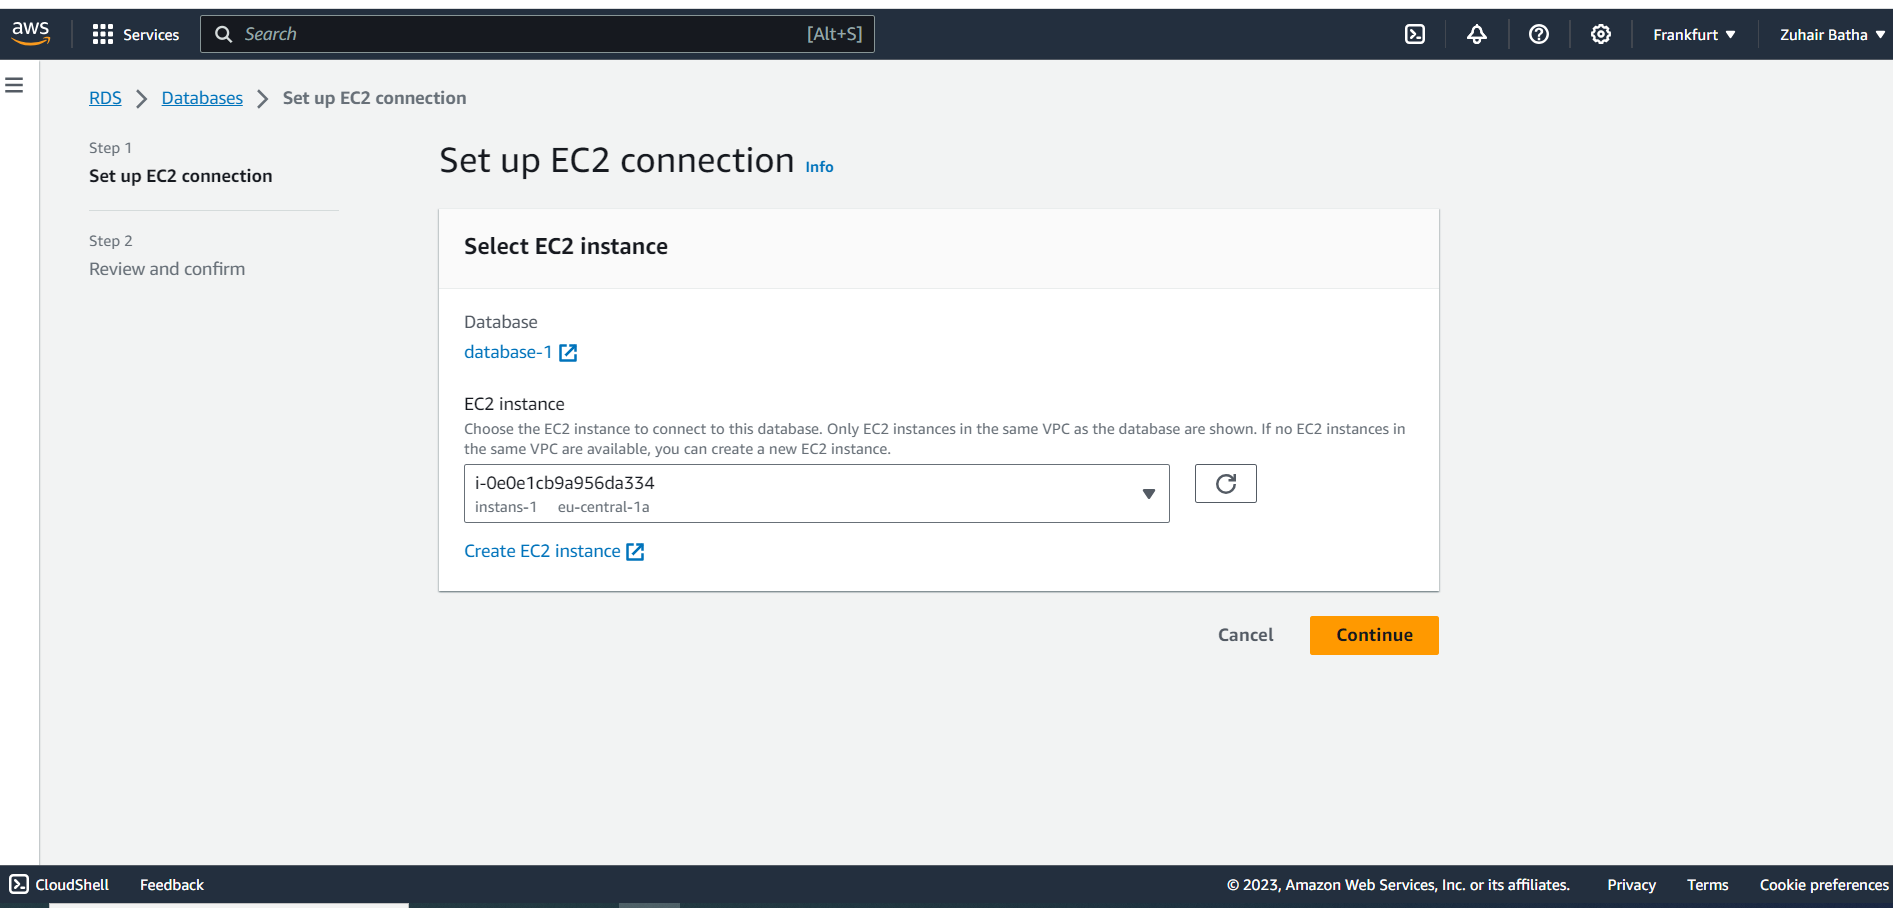 aws
Services
Search [Alt+S]
Frankfurt ▼
Zuhair Batha ▼
RDS > Databases > Set up EC2 connection
Step 1
Set up EC2 connection
Step 2
Review and confirm
Set up EC2 connection Info
Select EC2 instance
Database
database-1
EC2 instance
Choose the EC2 instance to connect to this database. Only EC2 instances in the same VPC as the database are shown. If no EC2 instances in
the same VPC are available, you can create a new EC2 instance.
i-0e0e1cb9a956da334
instans-1 eu-central-1a
Create EC2 instance
Cancel
Continue
CloudShell
Feedback
© 2023, Amazon Web Services, Inc. or its affiliates.
Privacy
Terms
Cookie preferences